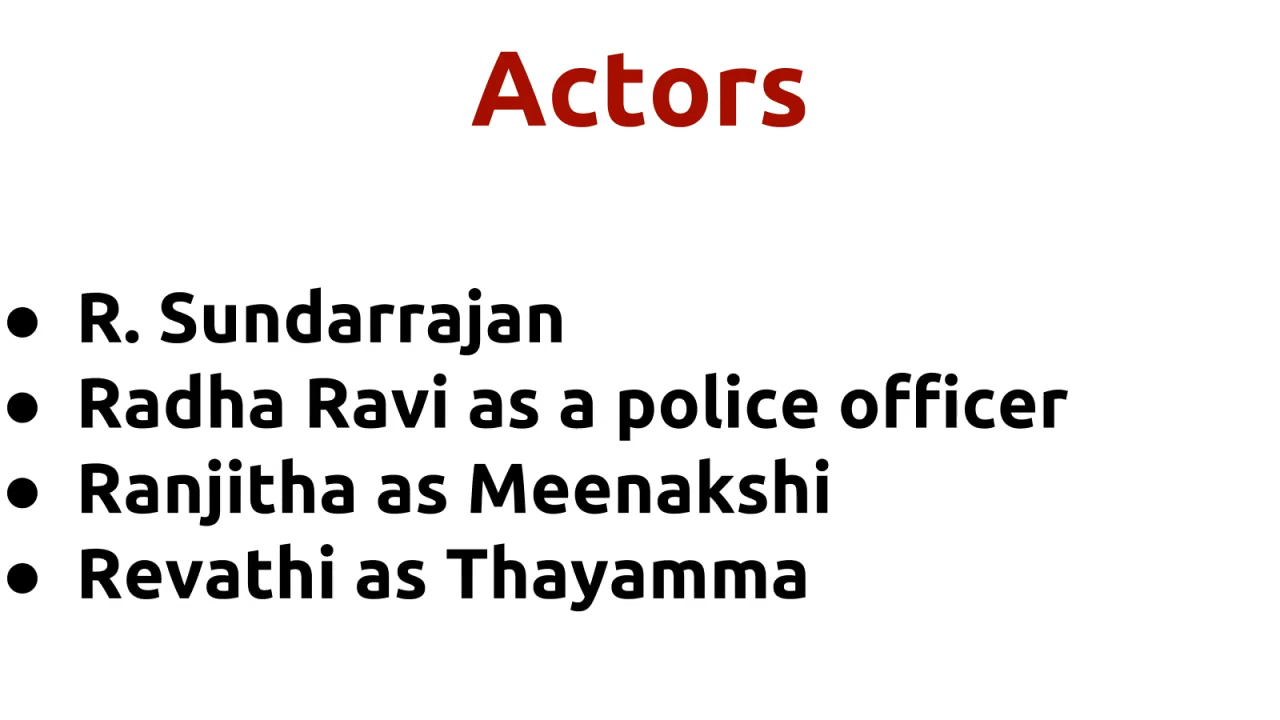 Actors
● R. Sundarrajan
● Radha Ravi as a police officer
● Ranjitha as Meenakshi
● Revathi as Thayamma